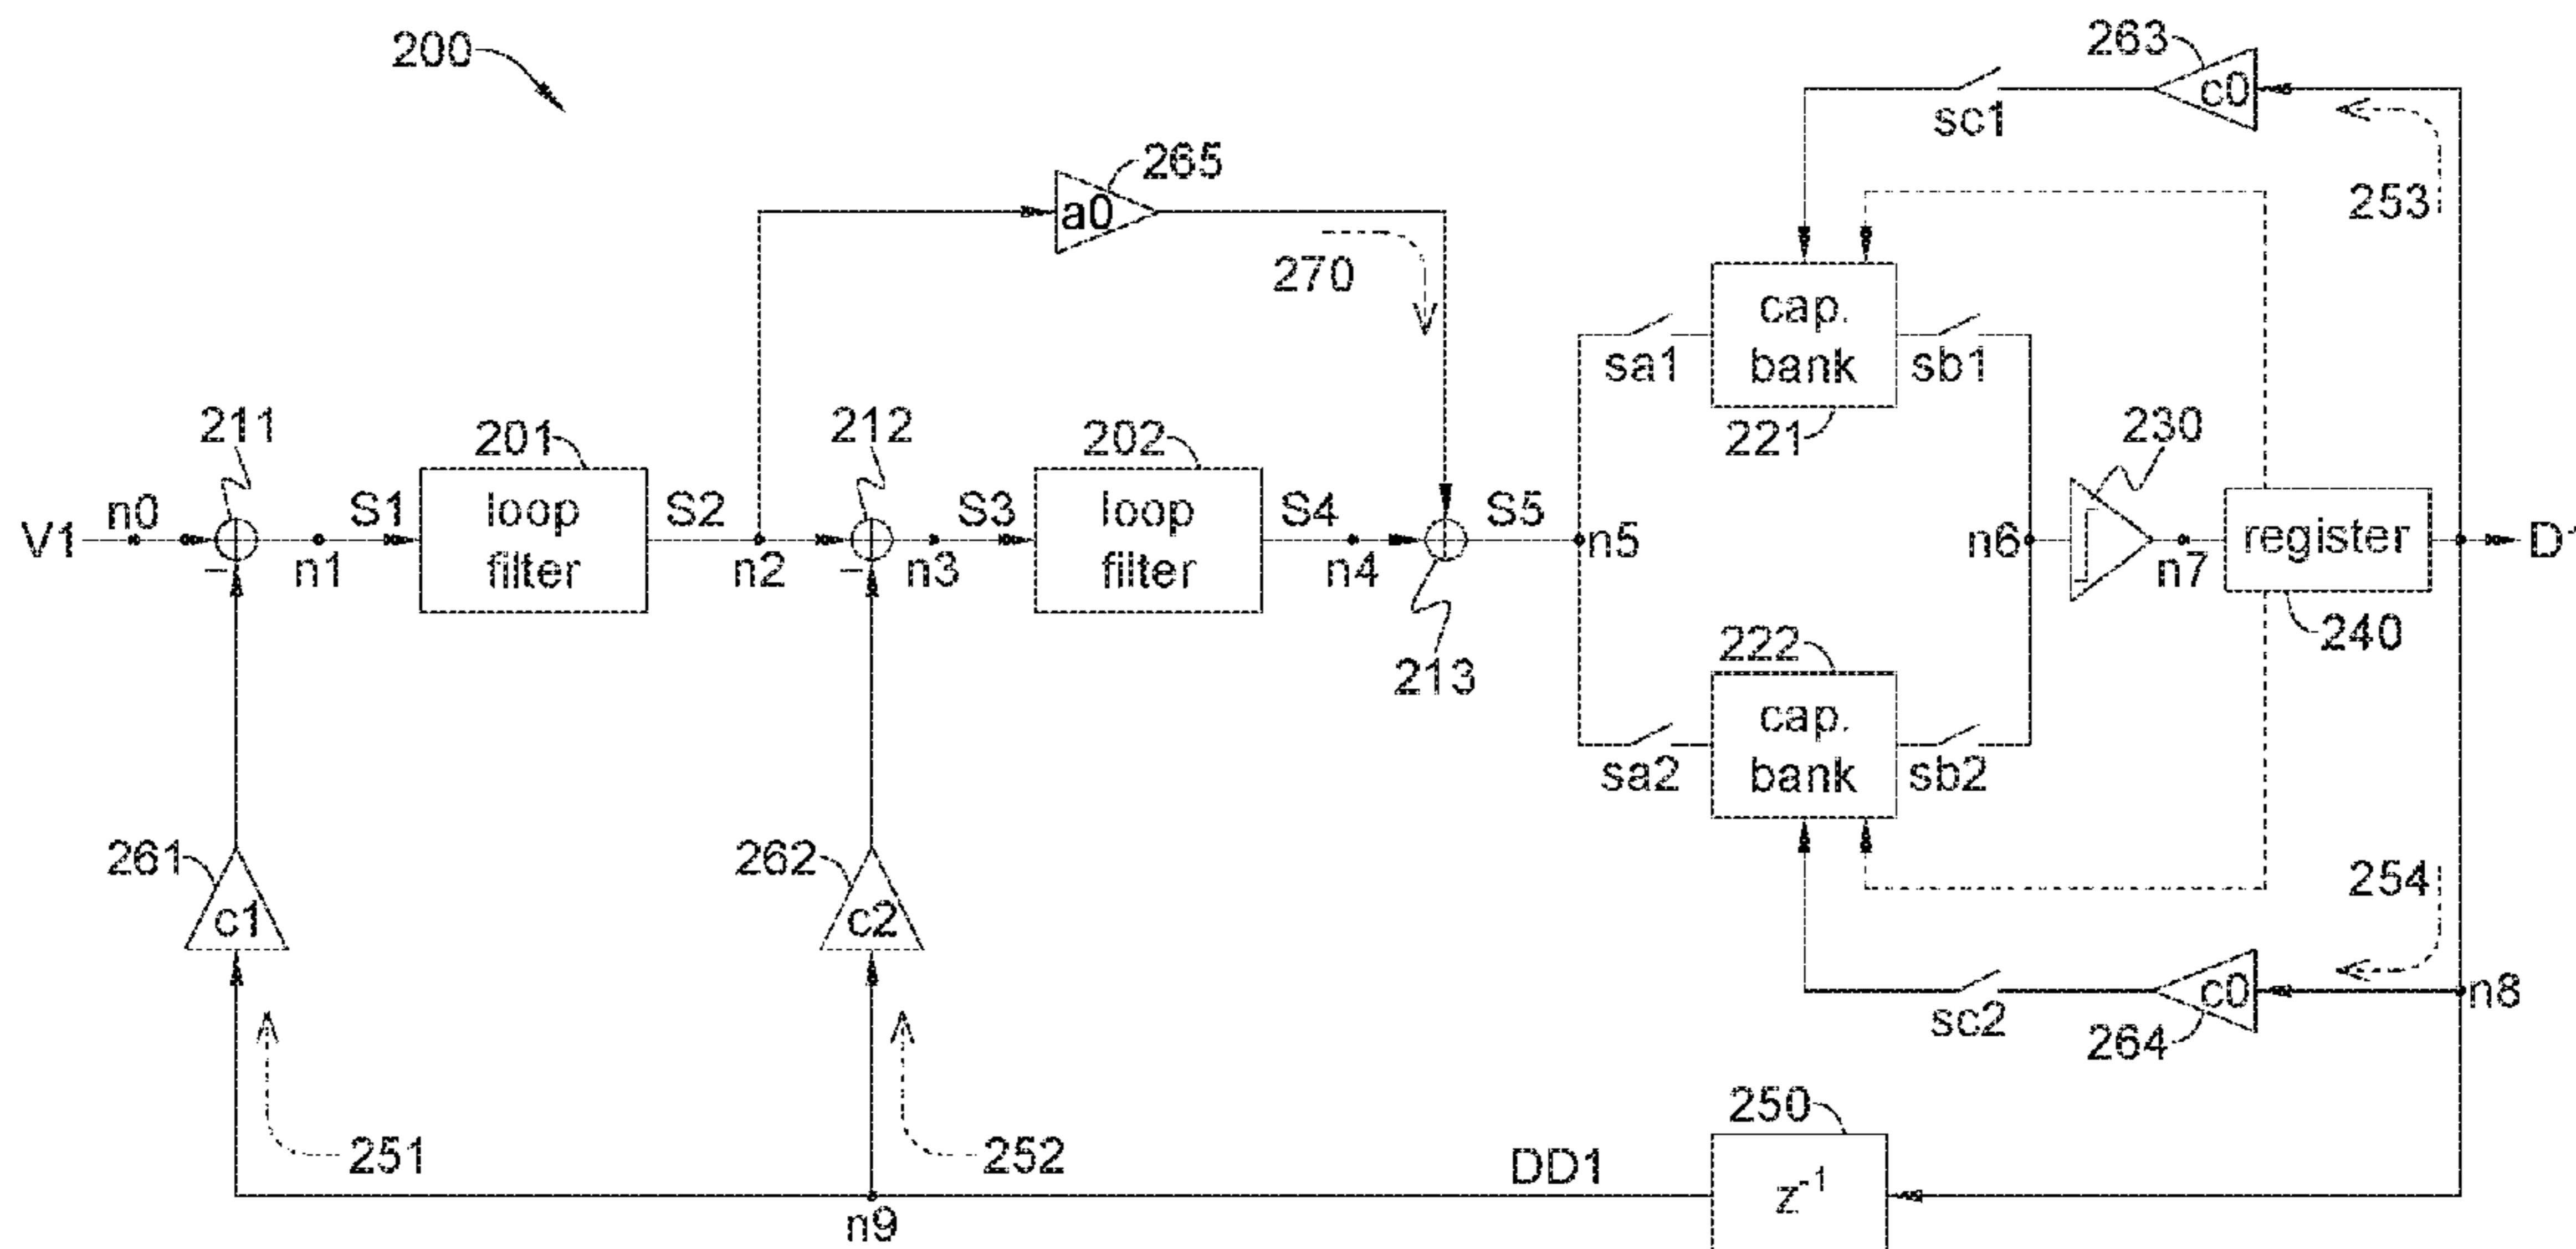 200
263
c0
sc1
253
265
a0
270
cap.
bank
sa1
sb1
221
211
201
212
202
230
V1
n0
S1
loop
filter
S2
S3
loop
filter
S4
S5
n1
n2
n3
n4
n5
n6
n7
register
240
213
222
cap.
bank
sa2
sb2
254
261
c1
262
c2
sc2
c0
264
n8
251
252
250
DD1
z⁻¹
n9